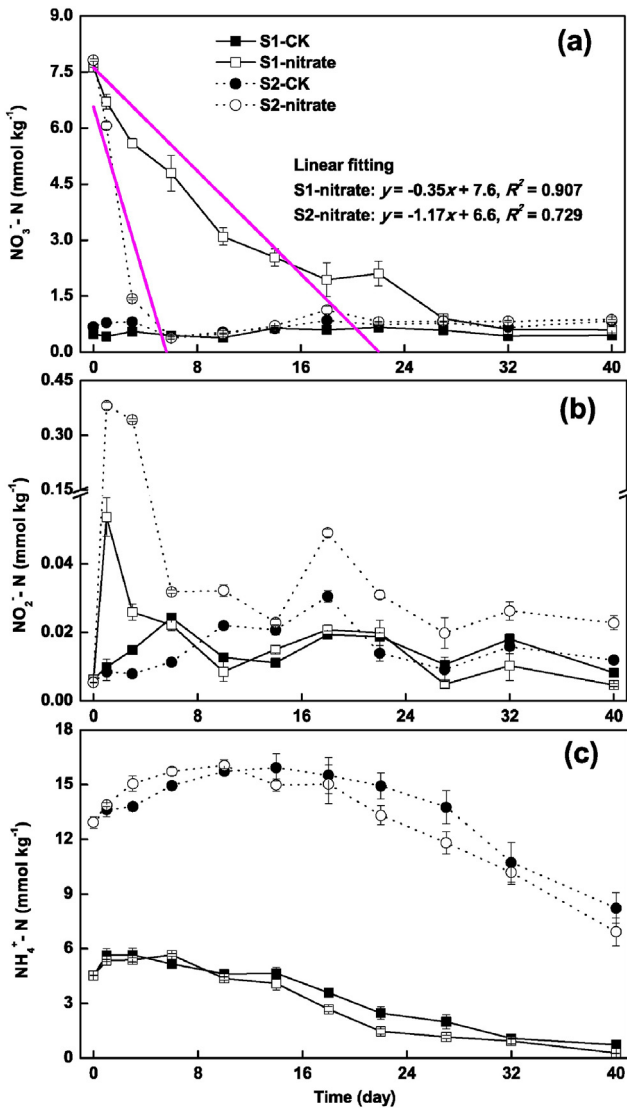 (a)
S1-CK
S1-nitrate
S2-CK
S2-nitrate
Linear fitting
S1-nitrate: y = -0.35x + 7.6, R² = 0.907
S2-nitrate: y = -1.17x + 6.6, R² = 0.729
NO₃⁻- N (mmol kg⁻¹)
7.5
6.0
4.5
3.0
1.5
0.0
9.0
0 8 16 24 32 40
(b)
NO₂⁻- N (mmol kg⁻¹)
0.45
0.30
0.15
0.04
0.02
0.00
0 8 16 24 32 40
(c)
NH₄⁺- N (mmol kg⁻¹)
18
15
12
9
6
3
0
0 8 16 24 32 40
Time (day)